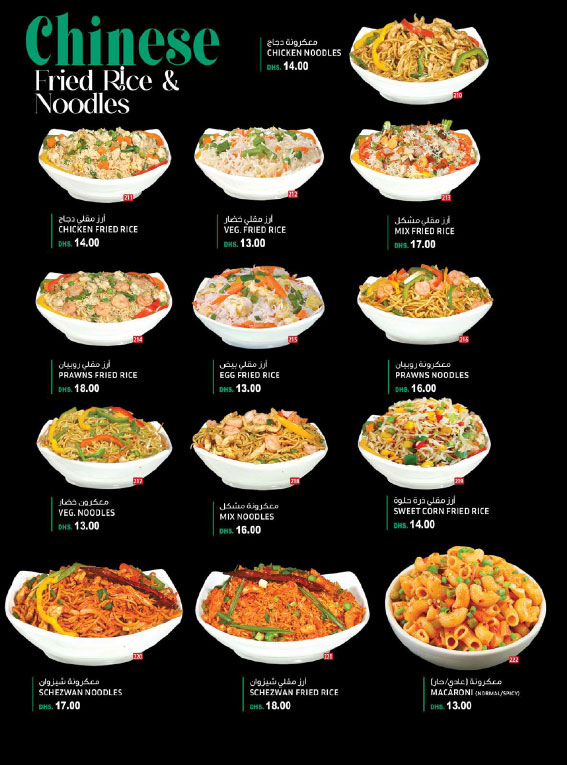 Chinese
Fried Rice &
Noodles
معكرونة دجاج
CHICKEN NOODLES
DHS. 14.00
210
211
أرز مقلي دجاج
CHICKEN FRIED RICE
DHS. 14.00
212
أرز مقلي خضار
VEG. FRIED RICE
DHS. 13.00
213
أرز مقلي مشكل
MIX FRIED RICE
DHS. 17.00
214
أرز مقلي روبيان
PRAWNS FRIED RICE
DHS. 18.00
215
أرز مقلي بيض
EGG FRIED RICE
DHS. 13.00
216
معكرونة روبيان
PRAWNS NOODLES
DHS. 16.00
217
معكرون خضار
VEG. NOODLES
DHS. 13.00
218
معكرونة مشكل
MIX NOODLES
DHS. 16.00
219
أرز مقلي ذرة حلوة
SWEET CORN FRIED RICE
DHS. 14.00
220
معكرونة شيزوان
SCHEZWAN NOODLES
DHS. 17.00
221
أرز مقلي شيزوان
SCHEZWAN FRIED RICE
DHS. 18.00
222
معكرونة (عادي/حار)
MACARONI (NORMAL/SPICY)
DHS. 13.00